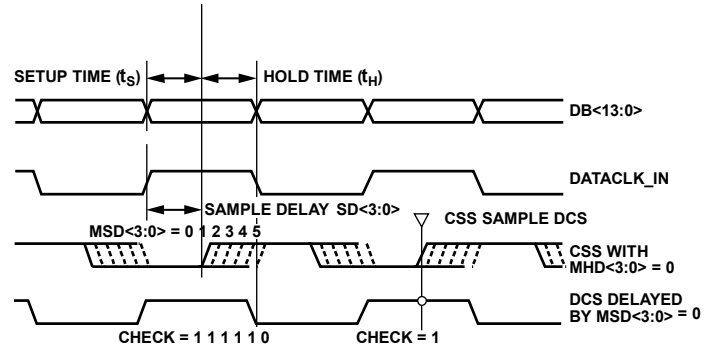 SETUP TIME (tS)
HOLD TIME (tH)
DB<13:0>
DATACLK_IN
SAMPLE DELAY SD<3:0>
CSS SAMPLE DCS
MSD<3:0> = 0 1 2 3 4 5
CSS WITH
MHD<3:0> = 0
DCS DELAYED
BY MSD<3:0> = 0
CHECK = 1 1 1 1 1 0
CHECK = 1